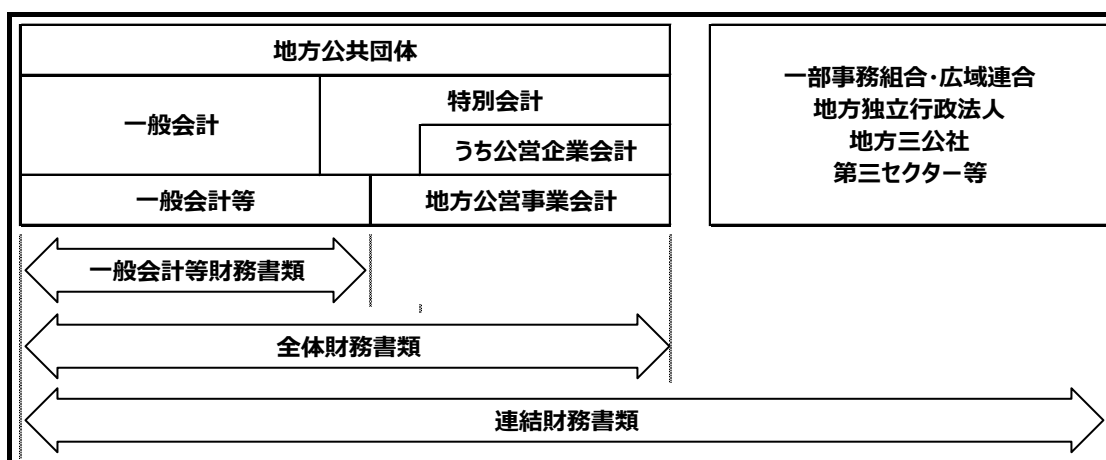 地方公共団体
一般会計
特別会計
うち公営企業会計
一般会計等
地方公営事業会計
一部事務組合・広域連合
地方独立行政法人
地方三公社
第三セクター等
一般会計等財務書類
全体財務書類
連結財務書類